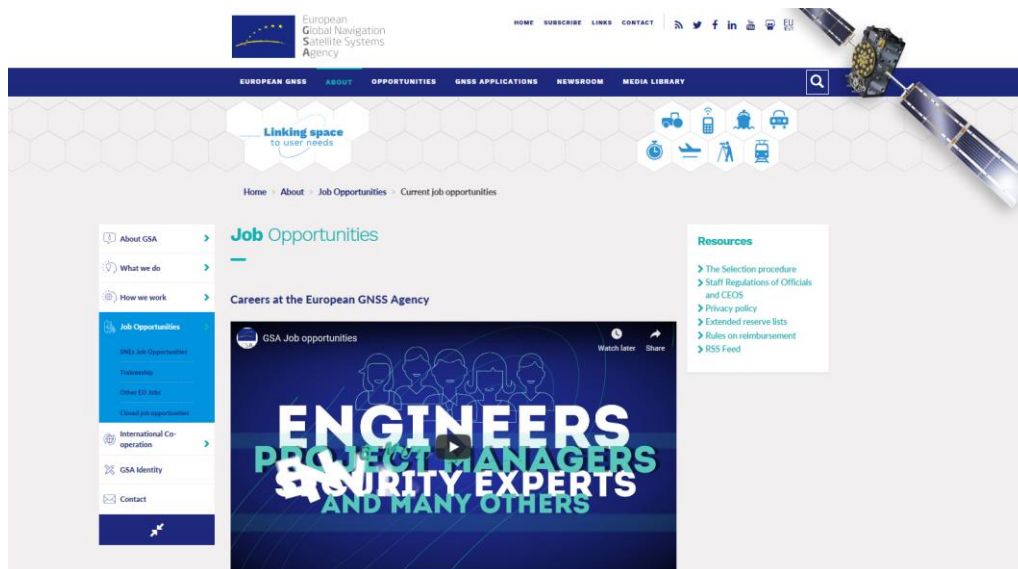 European
Global Navigation
Satellite Systems
Agency
HOME SUBSCRIBE LINKS CONTACT
EUROPEAN GNSS ABOUT OPPORTUNITIES GNSS APPLICATIONS NEWSROOM MEDIA LIBRARY
Linking space
to user needs
Home > About > Job Opportunities > Current job opportunities
About GSA
What we do
How we work
Job Opportunities
SNEs Job Opportunities
Traineeship
Other EU Jobs
Closed job opportunities
International Co-
operation
GSA Identity
Contact
Job Opportunities
Careers at the European GNSS Agency
GSA Job opportunities
Watch later Share
ENGINEERS
PROJECT MANAGERS
SECURITY EXPERTS
AND MANY OTHERS
Resources
The Selection procedure
Staff Regulations of Officials
and CEOS
Privacy policy
Extended reserve lists
Rules on reimbursement
RSS Feed